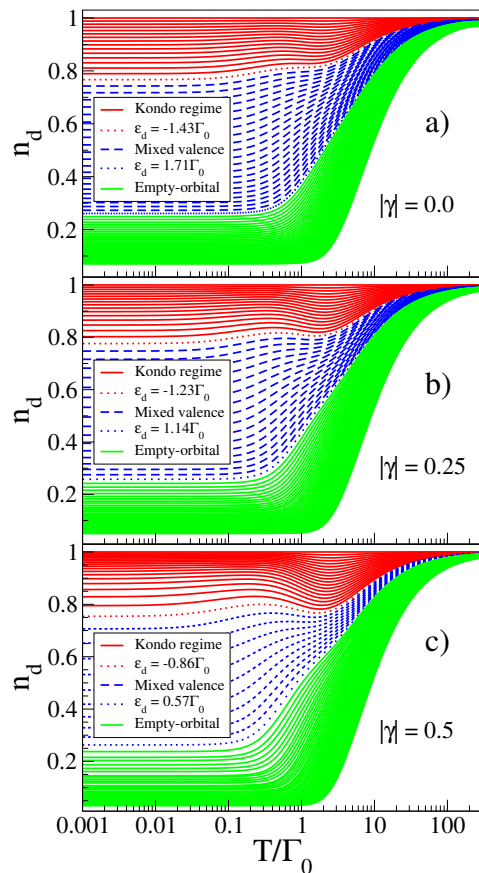 1
0.8
0.6
0.4
0.2
n_d
Kondo regime
ε_d = -1.43Γ_0
Mixed valence
ε_d = 1.71Γ_0
Empty-orbital
a)
|γ| = 0.0
1
0.8
0.6
0.4
0.2
n_d
Kondo regime
ε_d = -1.23Γ_0
Mixed valence
ε_d = 1.14Γ_0
Empty-orbital
b)
|γ| = 0.25
1
0.8
0.6
0.4
0.2
n_d
Kondo regime
ε_d = -0.86Γ_0
Mixed valence
ε_d = 0.57Γ_0
Empty-orbital
c)
|γ| = 0.5
0.001 0.01 0.1 1 10 100
T/Γ_0